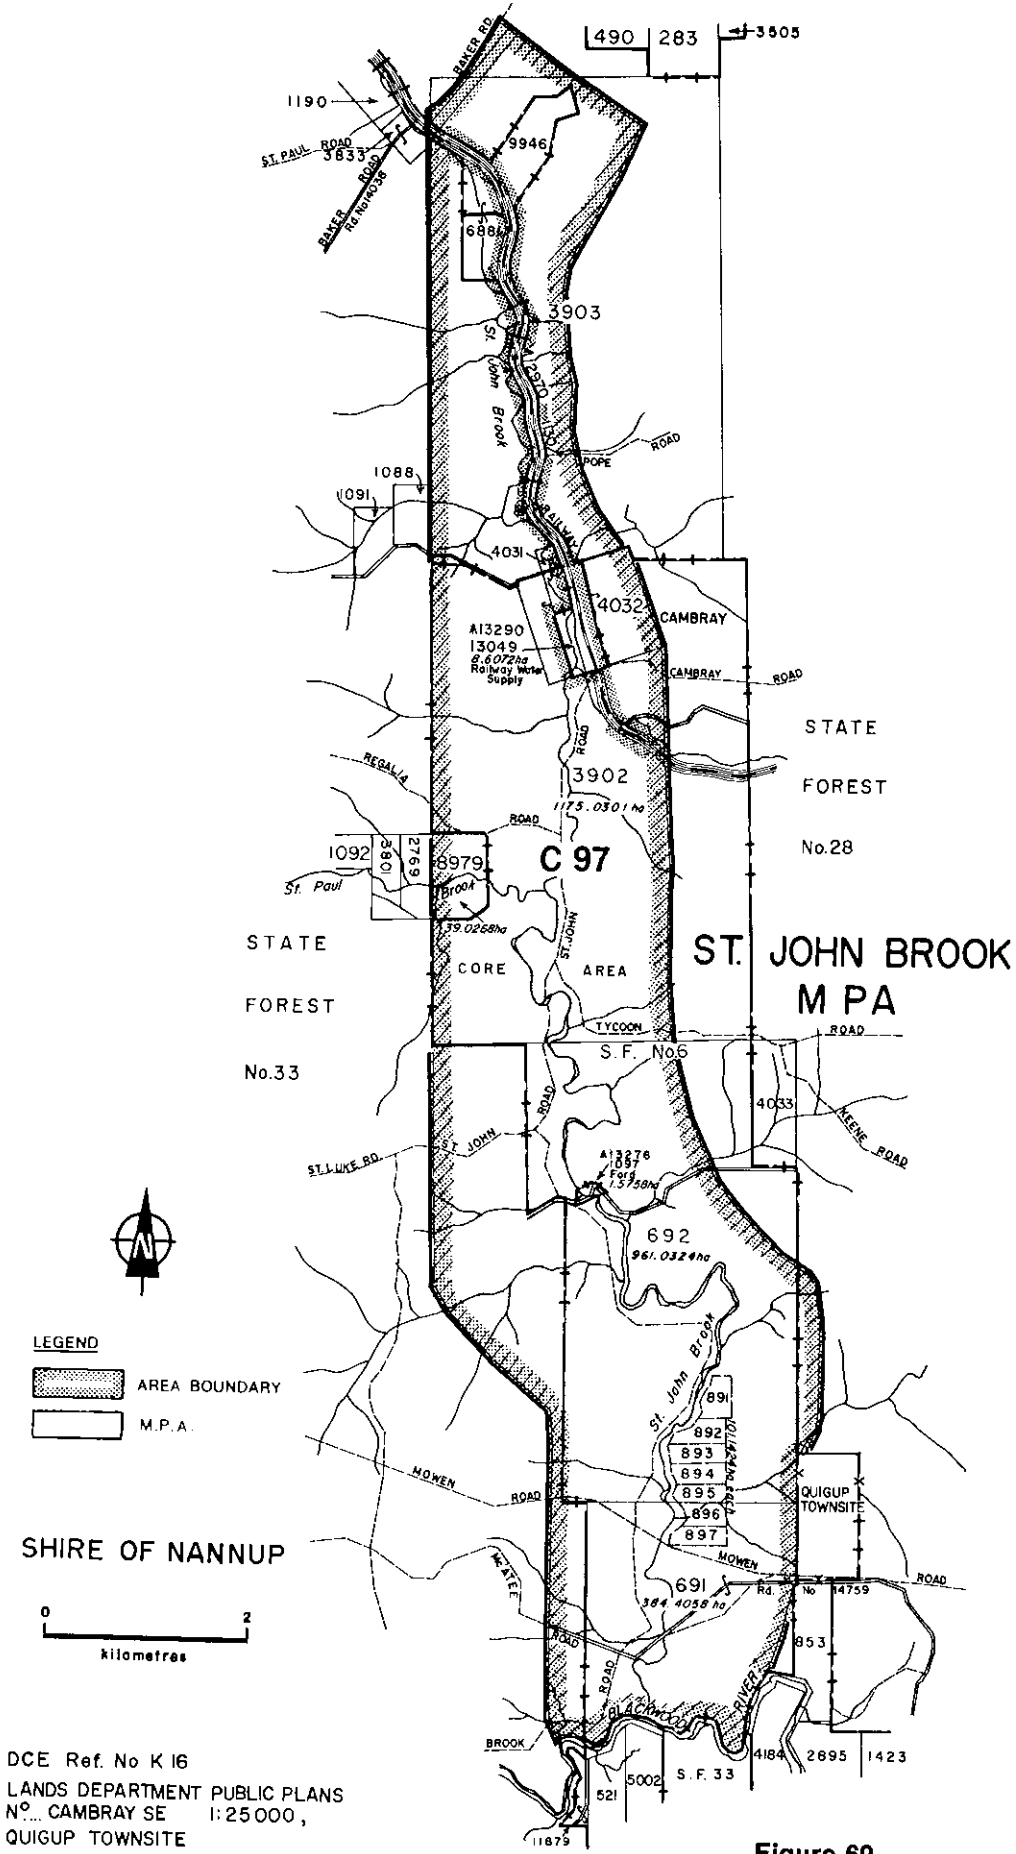 490
283
3505
BAKER RD.
1190
ST. PAUL ROAD
3833
BAKER ROAD
Rd. No 14038
9946
688
3903
St. John Brook
2970
POPE ROAD
1088
1091
RAILWAY
4031
4032
CAMBRAY
A13290
13049
8.6072ha
Railway Water
Supply
CAMBRAY ROAD
ROAD
STATE
FOREST
No.28
3902
1175.0301 ha
REGALIA
ROAD
1092
3801
2769
8979
C 97
St. Paul
Brook
139.0268ha
STATE
FOREST
No.33
CORE AREA
ST. JOHN
ST. JOHN BROOK
M PA
TYCOON
ROAD
S. F. No.6
4033
KEENE ROAD
ROAD
ST. JOHN
ST. LUKE RD.
A13276
1097
Ford
1.5758ha
692
961.0324ha
N
St. John Brook
LEGEND
AREA BOUNDARY
M.P.A.
891
892
893
894
895
896
897
MOWEN
ROAD
QUIGUP
TOWNSITE
SHIRE OF NANNUP
MOWEN
ROAD
McATEE
ROAD
691
384.4058 ha
Rd. No 14759
853
ROAD
0 2
kilometres
BLACKWOOD
RIVER
BROOK
521
5002
S. F. 33
4184
2895
1423
11879
DCE Ref. No K 16
LANDS DEPARTMENT PUBLIC PLANS
Nº... CAMBRAY SE 1:25000,
QUIGUP TOWNSITE